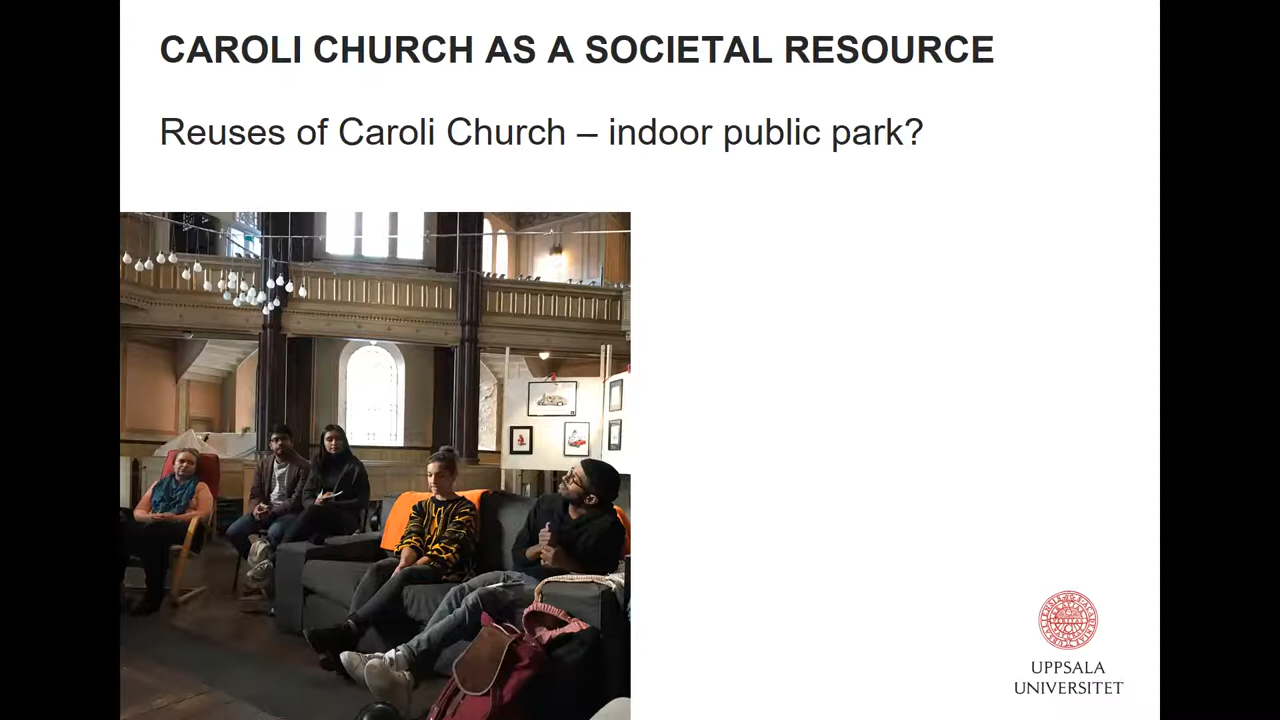 CAROLI CHURCH AS A SOCIETAL RESOURCE
Reuses of Caroli Church – indoor public park?
UPPSALA
UNIVERSITET